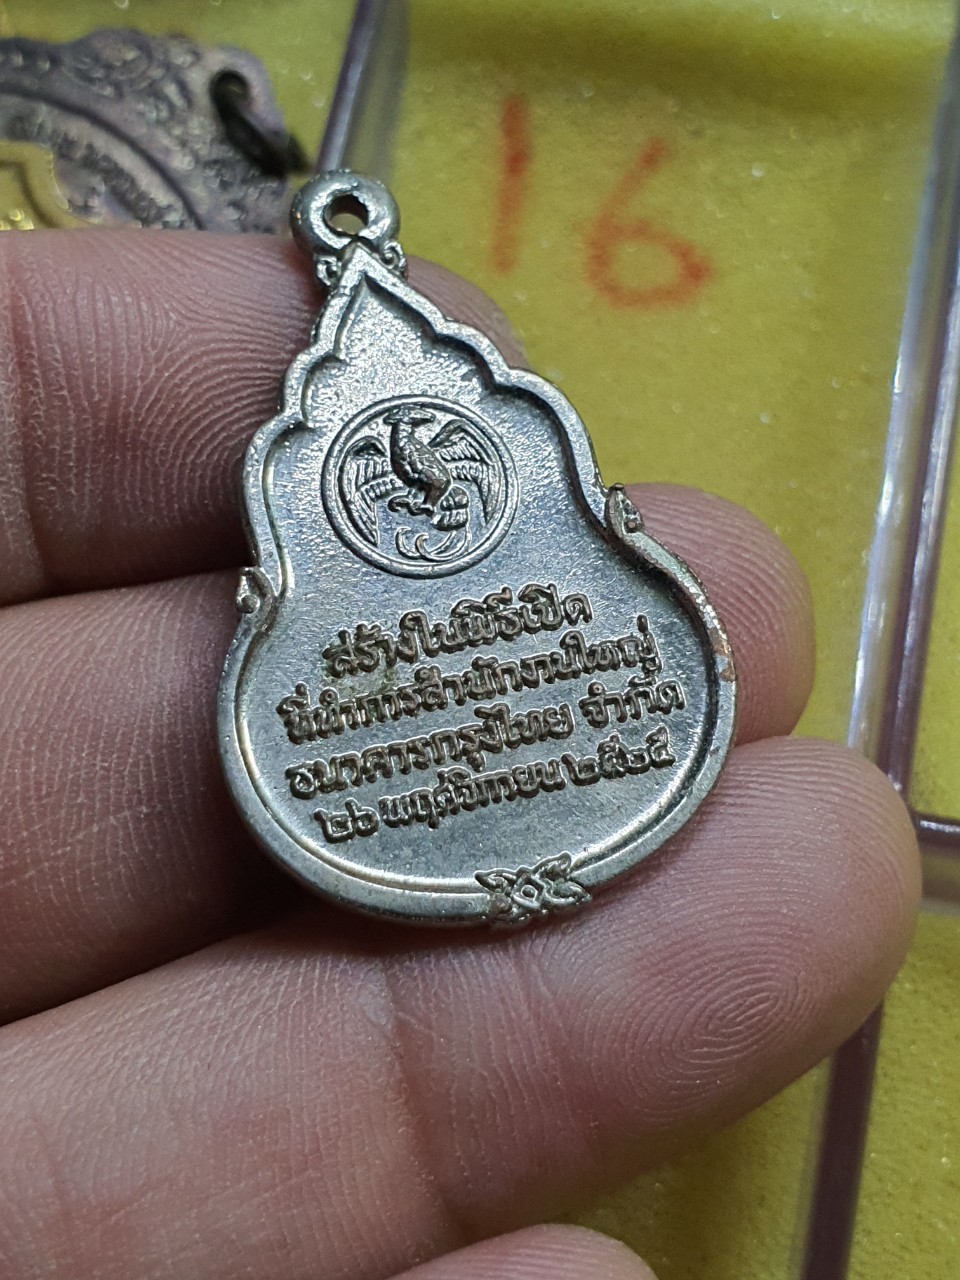 16
สร้างในพิธีเปิด
ที่ทำการสำนักงานใหญ่
ธนาคารกรุงไทย จำกัด
๒๖ พฤศจิกายน ๒๕๒๕